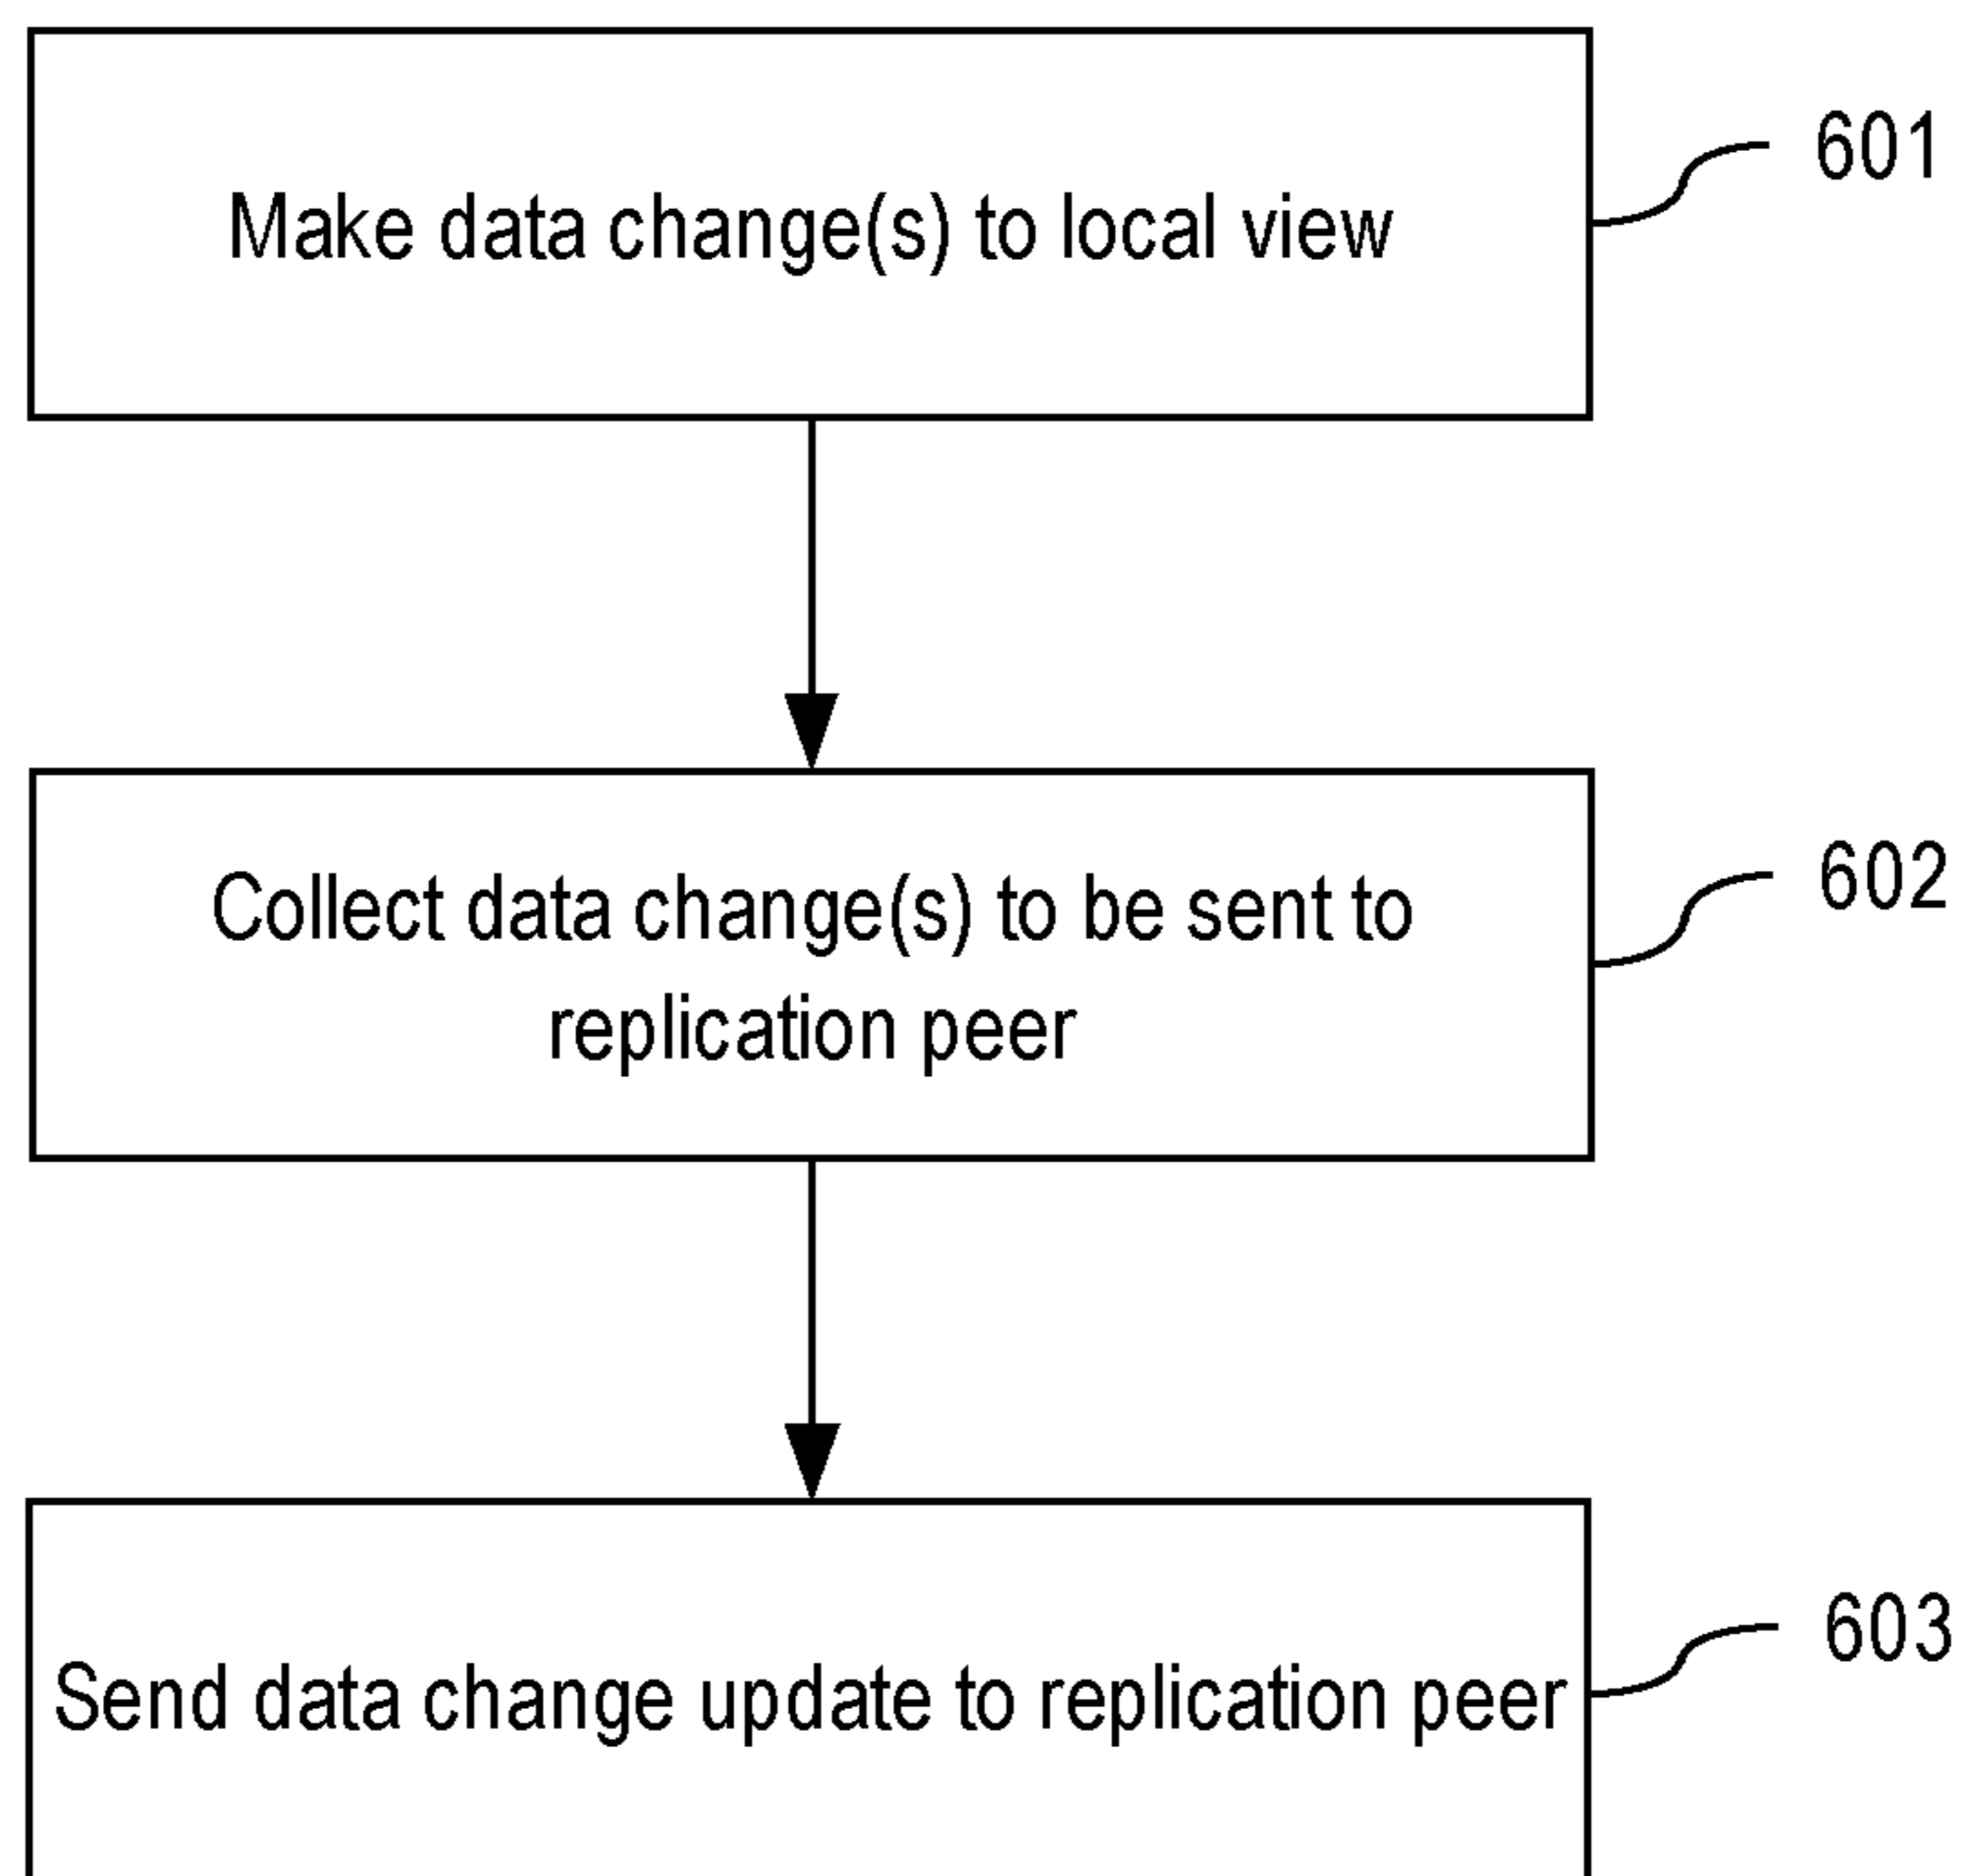 Make data change(s) to local view
601
Collect data change(s) to be sent to
replication peer
602
Send data change update to replication peer
603